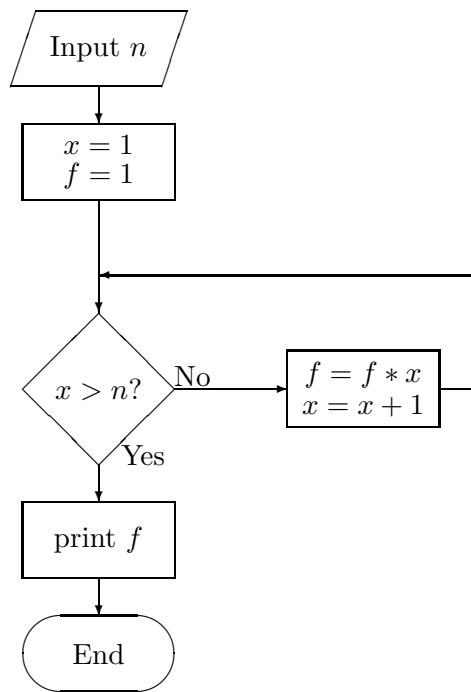 Input n
x = 1
f = 1
x > n?
No
f = f ∗ x
x = x + 1
Yes
print f
End